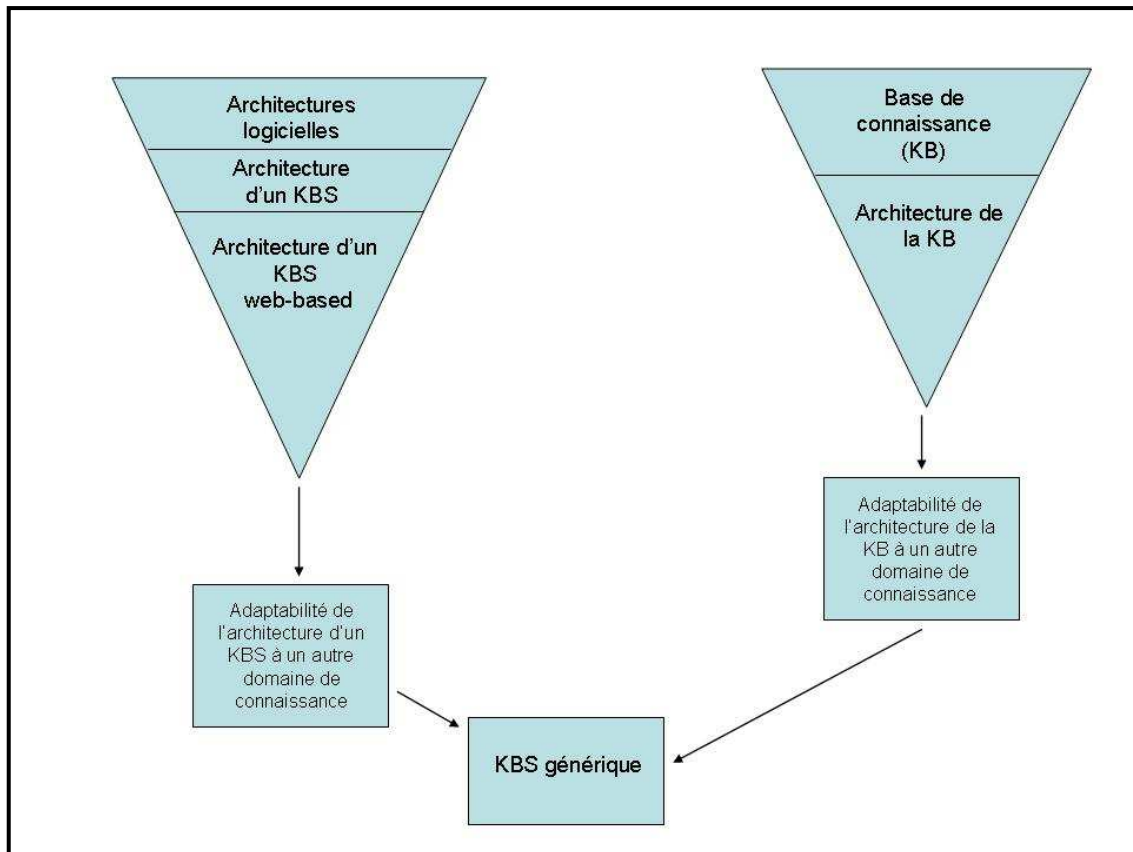 Architectures
logicielles
Architecture
d'un KBS
Architecture d'un
KBS
web-based
Base de
connaissance
(KB)
Architecture de
la KB
Adaptabilité de
l'architecture de la
KB à un autre
domaine de
connaissance
Adaptabilité de
l'architecture d'un
KBS à un autre
domaine de
connaissance
KBS générique